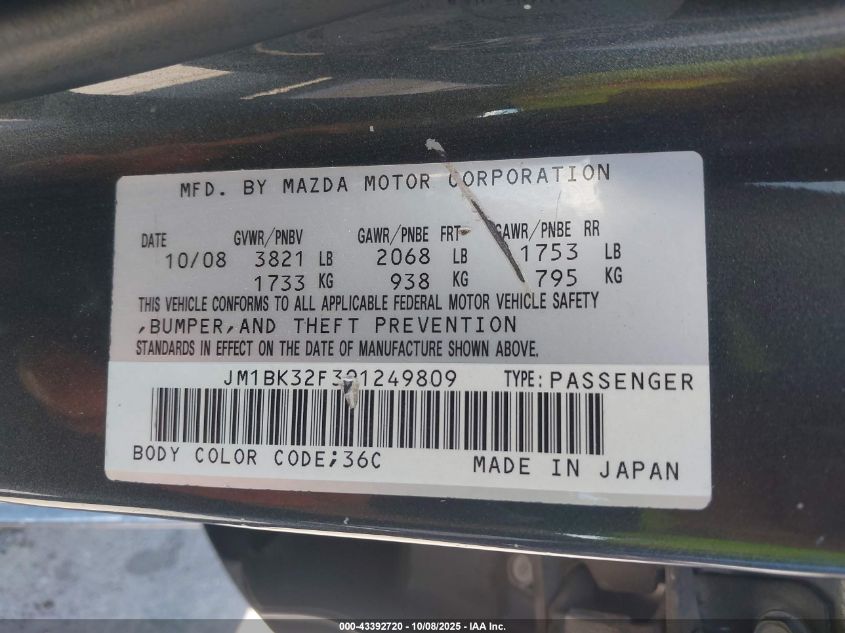 MFD. BY MAZDA MOTOR CORPORATION
DATE GVWR/PNBV GAWR/PNBE FRT GAWR/PNBE RR
10/08 3821 LB 2068 LB 1753 LB
1733 KG 938 KG 795 KG
THIS VEHICLE CONFORMS TO ALL APPLICABLE FEDERAL MOTOR VEHICLE SAFETY
,BUMPER,AND THEFT PREVENTION
STANDARDS IN EFFECT ON THE DATE OF MANUFACTURE SHOWN ABOVE.
JM1BK32F391249809 TYPE:PASSENGER
BODY COLOR CODE;36C MADE IN JAPAN
000-43392720 - 10/08/2025 - IAA Inc.